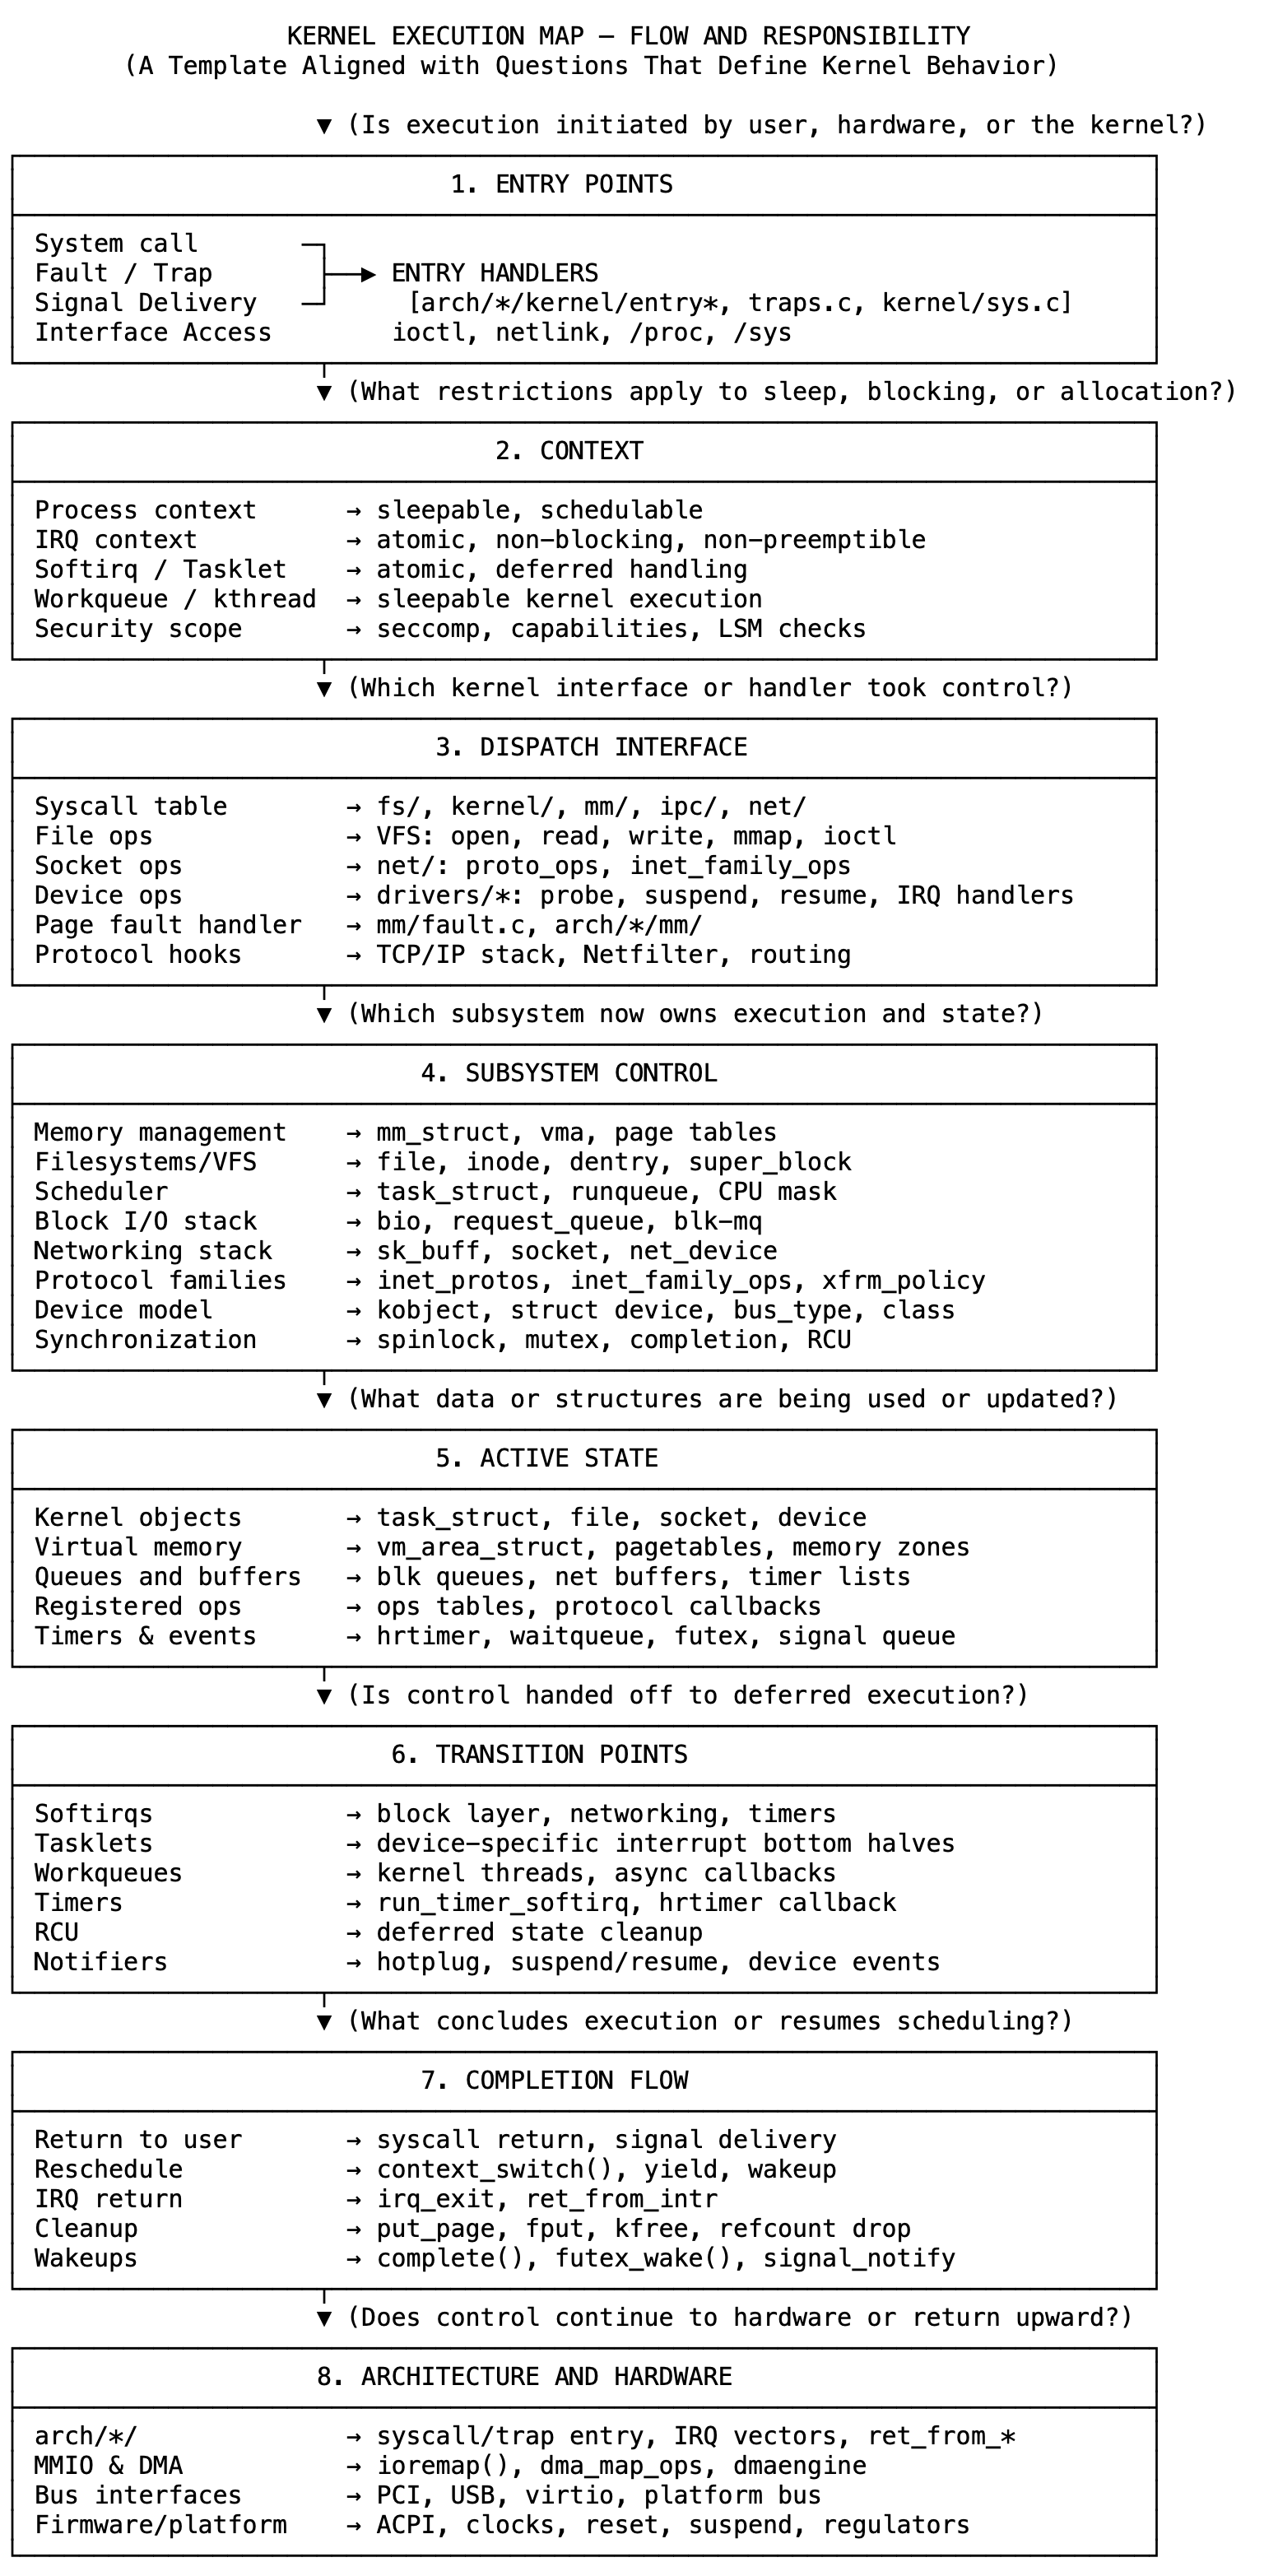 KERNEL EXECUTION MAP — FLOW AND RESPONSIBILITY
(A Template Aligned with Questions That Define Kernel Behavior)
▼ (Is execution initiated by user, hardware, or the kernel?)
1. ENTRY POINTS
System call
Fault / Trap ENTRY HANDLERS
Signal Delivery [arch/*/kernel/entry*, traps.c, kernel/sys.c]
Interface Access ioctl, netlink, /proc, /sys
▼ (What restrictions apply to sleep, blocking, or allocation?)
2. CONTEXT
Process context → sleepable, schedulable
IRQ context → atomic, non-blocking, non-preemptible
Softirq / Tasklet → atomic, deferred handling
Workqueue / kthread → sleepable kernel execution
Security scope → seccomp, capabilities, LSM checks
▼ (Which kernel interface or handler took control?)
3. DISPATCH INTERFACE
Syscall table → fs/, kernel/, mm/, ipc/, net/
File ops → VFS: open, read, write, mmap, ioctl
Socket ops → net/: proto_ops, inet_family_ops
Device ops → drivers/*: probe, suspend, resume, IRQ handlers
Page fault handler → mm/fault.c, arch/*/mm/
Protocol hooks → TCP/IP stack, Netfilter, routing
▼ (Which subsystem now owns execution and state?)
4. SUBSYSTEM CONTROL
Memory management → mm_struct, vma, page tables
Filesystems/VFS → file, inode, dentry, super_block
Scheduler → task_struct, runqueue, CPU mask
Block I/O stack → bio, request_queue, blk-mq
Networking stack → sk_buff, socket, net_device
Protocol families → inet_protos, inet_family_ops, xfrm_policy
Device model → kobject, struct device, bus_type, class
Synchronization → spinlock, mutex, completion, RCU
▼ (What data or structures are being used or updated?)
5. ACTIVE STATE
Kernel objects → task_struct, file, socket, device
Virtual memory → vm_area_struct, pagetables, memory zones
Queues and buffers → blk queues, net buffers, timer lists
Registered ops → ops tables, protocol callbacks
Timers & events → hrtimer, waitqueue, futex, signal queue
▼ (Is control handed off to deferred execution?)
6. TRANSITION POINTS
Softirqs → block layer, networking, timers
Tasklets → device-specific interrupt bottom halves
Workqueues → kernel threads, async callbacks
Timers → run_timer_softirq, hrtimer callback
RCU → deferred state cleanup
Notifiers → hotplug, suspend/resume, device events
▼ (What concludes execution or resumes scheduling?)
7. COMPLETION FLOW
Return to user → syscall return, signal delivery
Reschedule → context_switch(), yield, wakeup
IRQ return → irq_exit, ret_from_intr
Cleanup → put_page, fput, kfree, refcount drop
Wakeups → complete(), futex_wake(), signal_notify
▼ (Does control continue to hardware or return upward?)
8. ARCHITECTURE AND HARDWARE
arch/*/ → syscall/trap entry, IRQ vectors, ret_from_*
MMIO & DMA → ioremap(), dma_map_ops, dmaengine
Bus interfaces → PCI, USB, virtio, platform bus
Firmware/platform → ACPI, clocks, reset, suspend, regulators